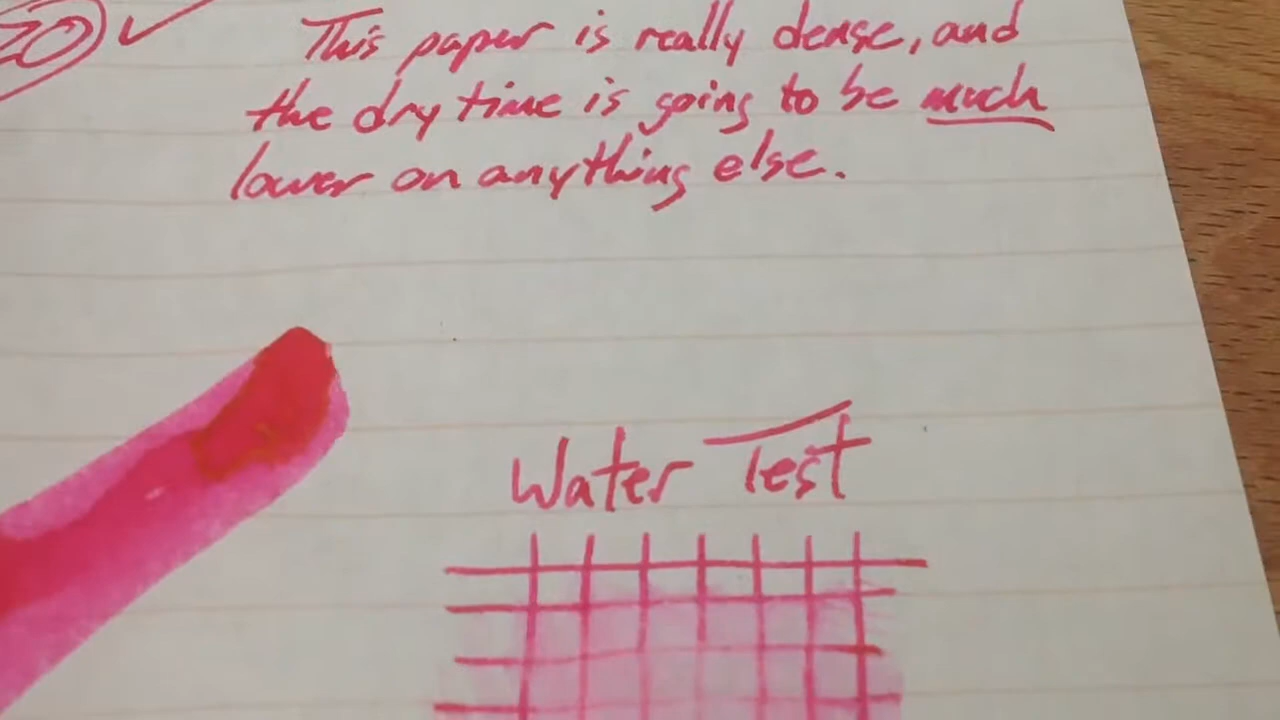 20 ✓
This paper is really dense, and
the dry time is going to be much
lower on anything else.
Water Test